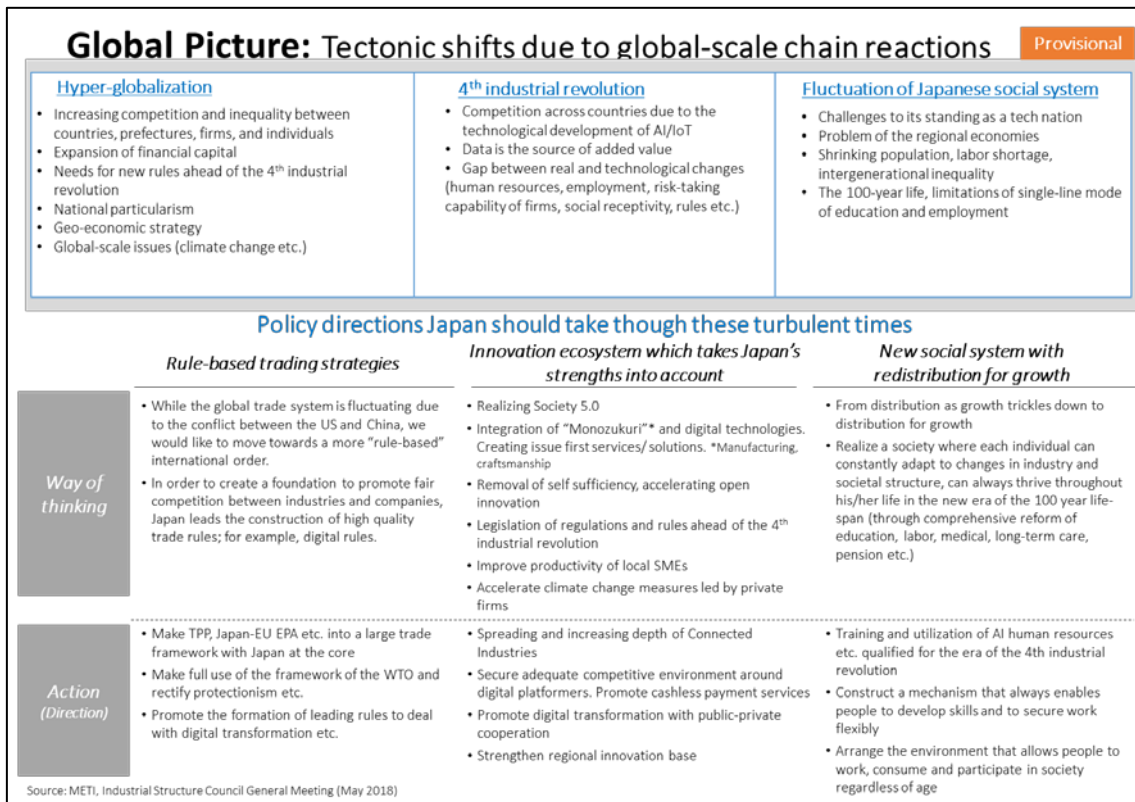 Global Picture: Tectonic shifts due to global-scale chain reactions
Provisional
Hyper-globalization
• Increasing competition and inequality between
countries, prefectures, firms, and individuals
• Expansion of financial capital
• Needs for new rules ahead of the 4th industrial
revolution
• National particularism
• Geo-economic strategy
• Global-scale issues (climate change etc.)
4th industrial revolution
• Competition across countries due to the
technological development of AI/IoT
• Data is the source of added value
• Gap between real and technological changes
(human resources, employment, risk-taking
capability of firms, social receptivity, rules etc.)
Fluctuation of Japanese social system
• Challenges to its standing as a tech nation
• Problem of the regional economies
• Shrinking population, labor shortage,
intergenerational inequality
• The 100-year life, limitations of single-line mode
of education and employment
Policy directions Japan should take though these turbulent times
Rule-based trading strategies
Innovation ecosystem which takes Japan's
strengths into account
New social system with
redistribution for growth
Way of
thinking
• While the global trade system is fluctuating due
to the conflict between the US and China, we
would like to move towards a more "rule-based"
international order.
• In order to create a foundation to promote fair
competition between industries and companies,
Japan leads the construction of high quality
trade rules; for example, digital rules.
• Realizing Society 5.0
• Integration of "Monozukuri"* and digital technologies.
Creating issue first services/ solutions. *Manufacturing,
craftsmanship
• Removal of self sufficiency, accelerating open
innovation
• Legislation of regulations and rules ahead of the 4th
industrial revolution
• Improve productivity of local SMEs
• Accelerate climate change measures led by private
firms
• From distribution as growth trickles down to
distribution for growth
• Realize a society where each individual can
constantly adapt to changes in industry and
societal structure, can always thrive throughout
his/her life in the new era of the 100 year life-
span (through comprehensive reform of
education, labor, medical, long-term care,
pension etc.)
Action
(Direction)
• Make TPP, Japan-EU EPA etc. into a large trade
framework with Japan at the core
• Make full use of the framework of the WTO and
rectify protectionism etc.
• Promote the formation of leading rules to deal
with digital transformation etc.
• Spreading and increasing depth of Connected
Industries
• Secure adequate competitive environment around
digital platformers. Promote cashless payment services
• Promote digital transformation with public-private
cooperation
• Strengthen regional innovation base
• Training and utilization of AI human resources
etc. qualified for the era of the 4th industrial
revolution
• Construct a mechanism that always enables
people to develop skills and to secure work
flexibly
• Arrange the environment that allows people to
work, consume and participate in society
regardless of age
Source: METI, Industrial Structure Council General Meeting (May 2018)